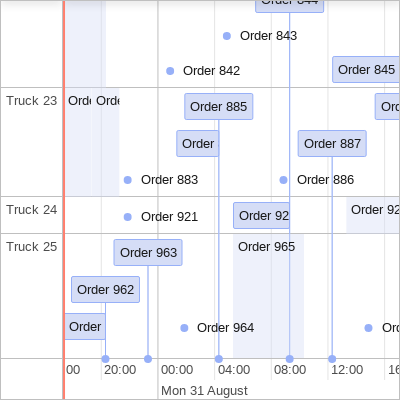 Order 844
Order 843
Order 842
Order 845
Truck 23
Order 885
Order
Order 887
Order 883
Order 886
Truck 24
Order 921
Order 92
Order 92
Truck 25
Order 963
Order 965
Order 962
Order
Order 964
00
20:00
00:00
04:00
08:00
12:00
16
Mon 31 August